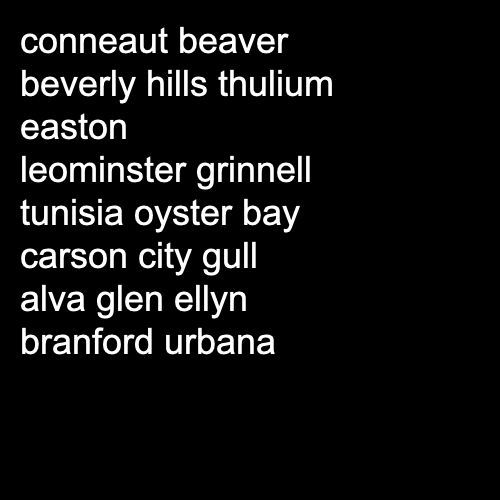 conneaut beaver
beverly hills thulium
easton
leominster grinnell
tunisia oyster bay
carson city gull
alva glen ellyn
branford urbana